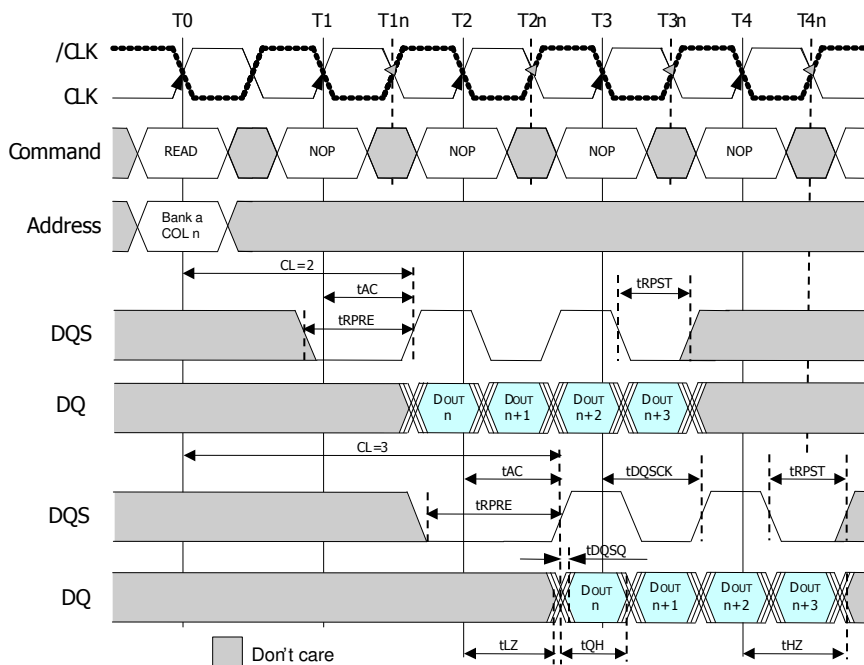 T0 T1 T1n T2 T2n T3 T3n T4 T4n
/CLK
CLK
Command READ NOP NOP NOP NOP
Address Bank a
COL n
CL=2
tAC
tRPRE
tRPST
DQS
DQ DOUT n DOUT n+1 DOUT n+2 DOUT n+3
CL=3
tAC tDQSCK tRPST
tRPRE
DQS
tDQSQ
DQ DOUT n DOUT n+1 DOUT n+2 DOUT n+3
tLZ tQH tHZ
Don't care